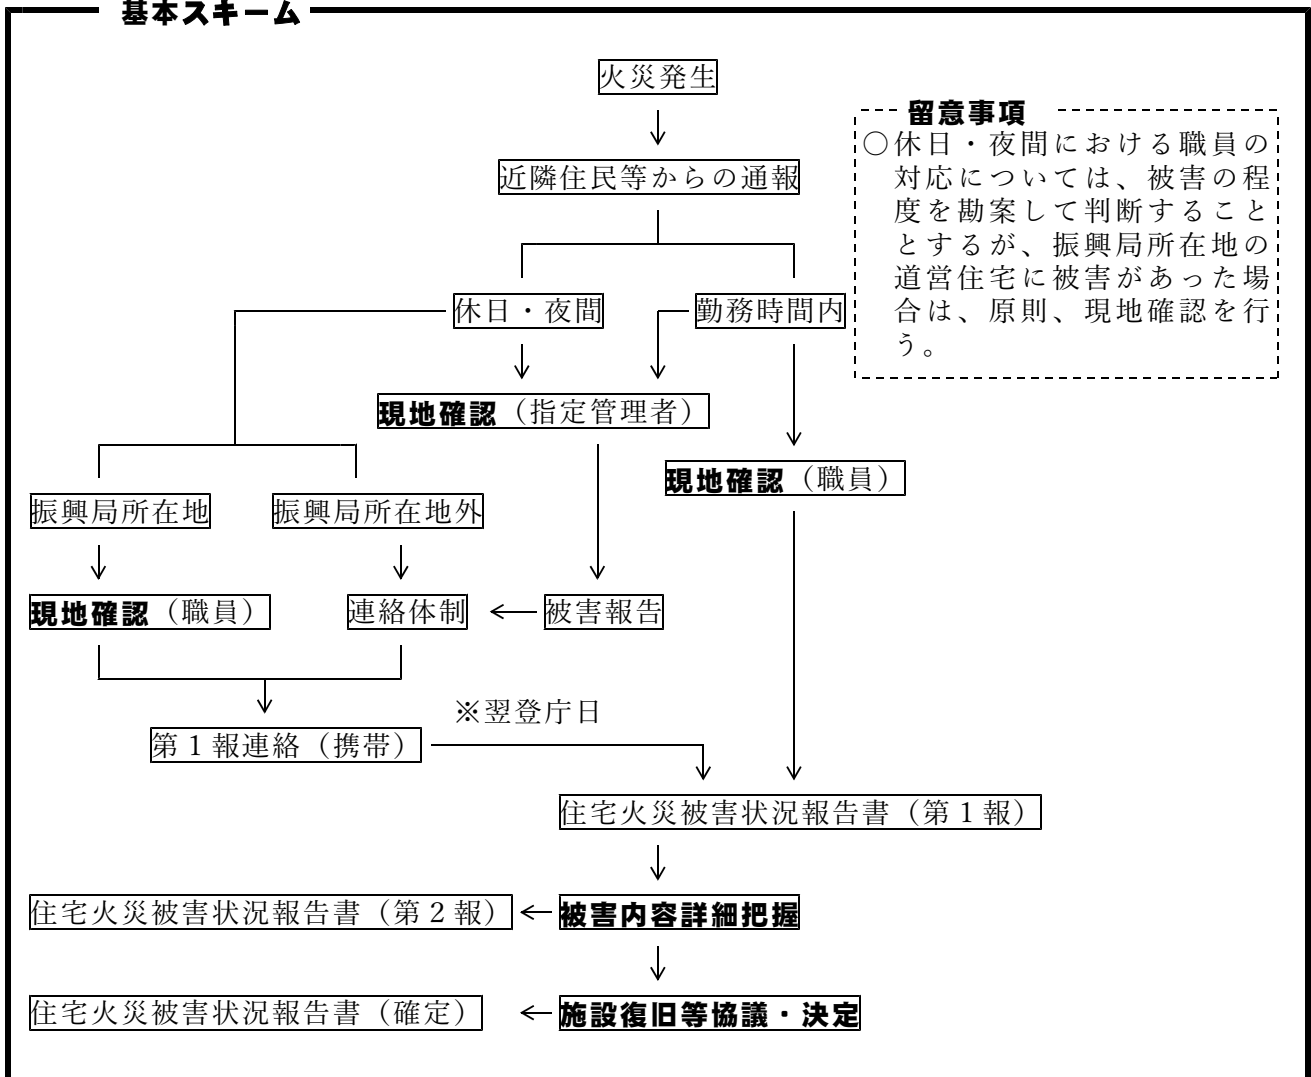 基本スキーム
火災発生
留意事項
○休日・夜間における職員の
対応については、被害の程
度を勘案して判断すること
とするが、振興局所在地の
道営住宅に被害があった場
合は、原則、現地確認を行
う。
近隣住民等からの通報
休日・夜間
勤務時間内
現地確認（指定管理者）
現地確認（職員）
振興局所在地
振興局所在地外
現地確認（職員）
連絡体制
被害報告
※翌登庁日
第１報連絡（携帯）
住宅火災被害状況報告書（第１報）
住宅火災被害状況報告書（第２報）
被害内容詳細把握
住宅火災被害状況報告書（確定）
施設復旧等協議・決定